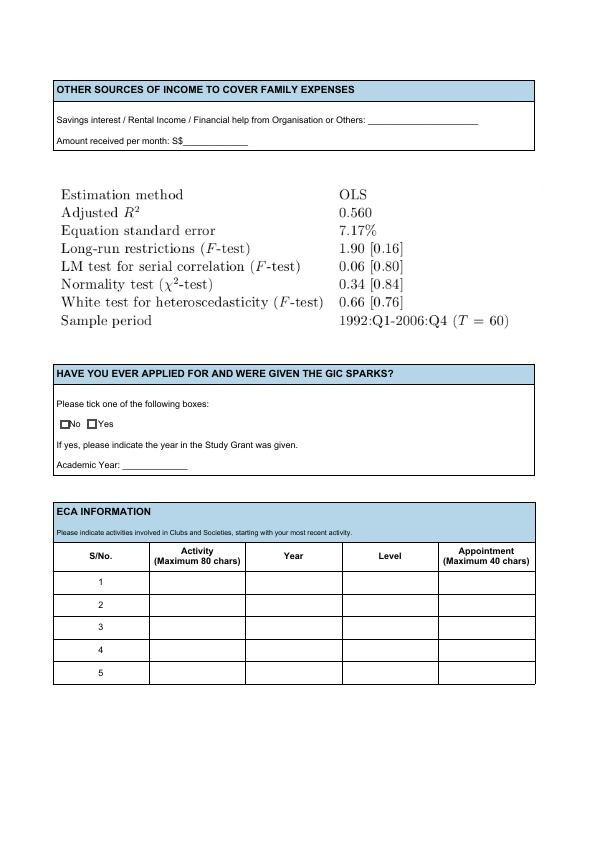 OTHER SOURCES OF INCOME TO COVER FAMILY EXPENSES
Savings interest / Rental Income / Financial help from Organisation or Others: ______________________
Amount received per month: S$_____________
Estimation method OLS
Adjusted R² 0.560
Equation standard error 7.17%
Long-run restrictions (F-test) 1.90 [0.16]
LM test for serial correlation (F-test) 0.06 [0.80]
Normality test (χ²-test) 0.34 [0.84]
White test for heteroscedasticity (F-test) 0.66 [0.76]
Sample period 1992:Q1-2006:Q4 (T = 60)
HAVE YOU EVER APPLIED FOR AND WERE GIVEN THE GIC SPARKS?
Please tick one of the following boxes:
☐No ☐Yes
If yes, please indicate the year in the Study Grant was given.
Academic Year: _____________
ECA INFORMATION
Please indicate activities involved in Clubs and Societies, starting with your most recent activity.
S/No. Activity (Maximum 80 chars) Year Level Appointment (Maximum 40 chars)
1
2
3
4
5